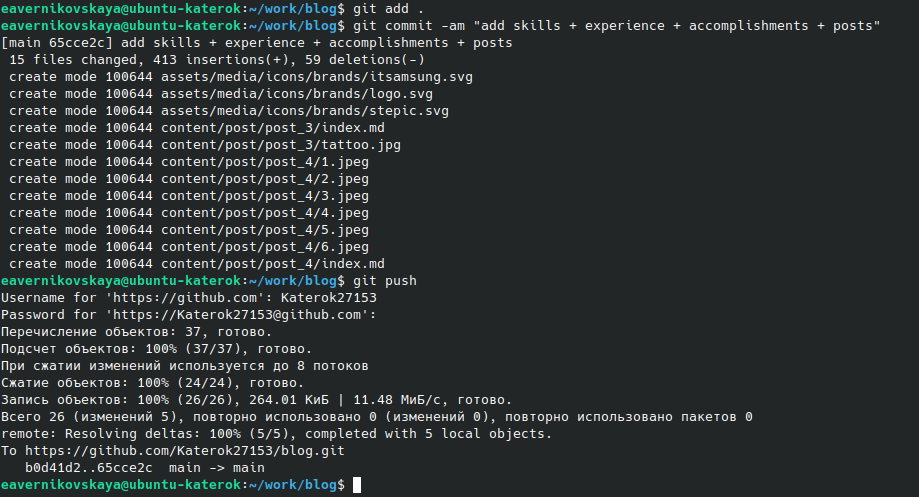 eavernikovskaya@ubuntu-katerok:~/work/blog$ git add .
eavernikovskaya@ubuntu-katerok:~/work/blog$ git commit -am "add skills + experience + accomplishments + posts"
[main 65cce2c] add skills + experience + accomplishments + posts
 15 files changed, 413 insertions(+), 59 deletions(-)
 create mode 100644 assets/media/icons/brands/itsamsung.svg
 create mode 100644 assets/media/icons/brands/logo.svg
 create mode 100644 assets/media/icons/brands/stepic.svg
 create mode 100644 content/post/post_3/index.md
 create mode 100644 content/post/post_3/tattoo.jpg
 create mode 100644 content/post/post_4/1.jpeg
 create mode 100644 content/post/post_4/2.jpeg
 create mode 100644 content/post/post_4/3.jpeg
 create mode 100644 content/post/post_4/4.jpeg
 create mode 100644 content/post/post_4/5.jpeg
 create mode 100644 content/post/post_4/6.jpeg
 create mode 100644 content/post/post_4/index.md
eavernikovskaya@ubuntu-katerok:~/work/blog$ git push
Username for 'https://github.com': Katerok27153
Password for 'https://Katerok27153@github.com':
Перечисление объектов: 37, готово.
Подсчет объектов: 100% (37/37), готово.
При сжатии изменений используется до 8 потоков
Сжатие объектов: 100% (24/24), готово.
Запись объектов: 100% (26/26), 264.01 КиБ | 11.48 МиБ/с, готово.
Всего 26 (изменений 5), повторно использовано 0 (изменений 0), повторно использовано пакетов 0
remote: Resolving deltas: 100% (5/5), completed with 5 local objects.
To https://github.com/Katerok27153/blog.git
   b0d41d2..65cce2c  main -> main
eavernikovskaya@ubuntu-katerok:~/work/blog$